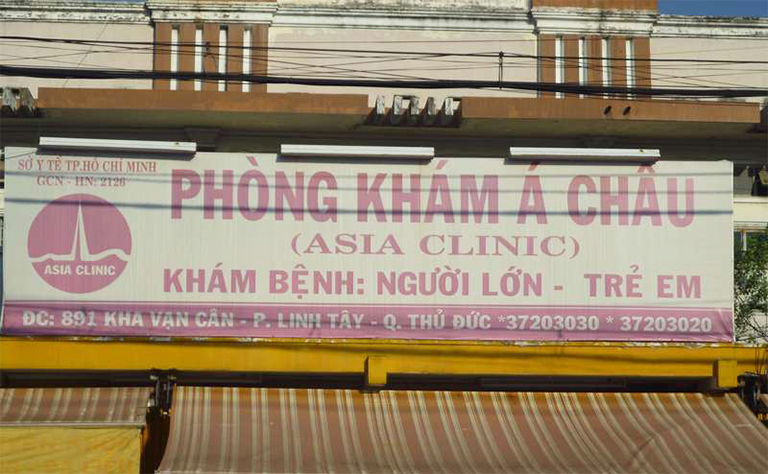 SỞ Y TẾ TP.HỒ CHÍ MINH
GCN - HN: 2126
ASIA CLINIC
PHÒNG KHÁM Á CHÂU
(ASIA CLINIC)
KHÁM BỆNH: NGƯỜI LỚN - TRẺ EM
ĐC: 891 KHA VẠN CÂN - P. LINH TÂY - Q. THỦ ĐỨC *37203030 * 37203020